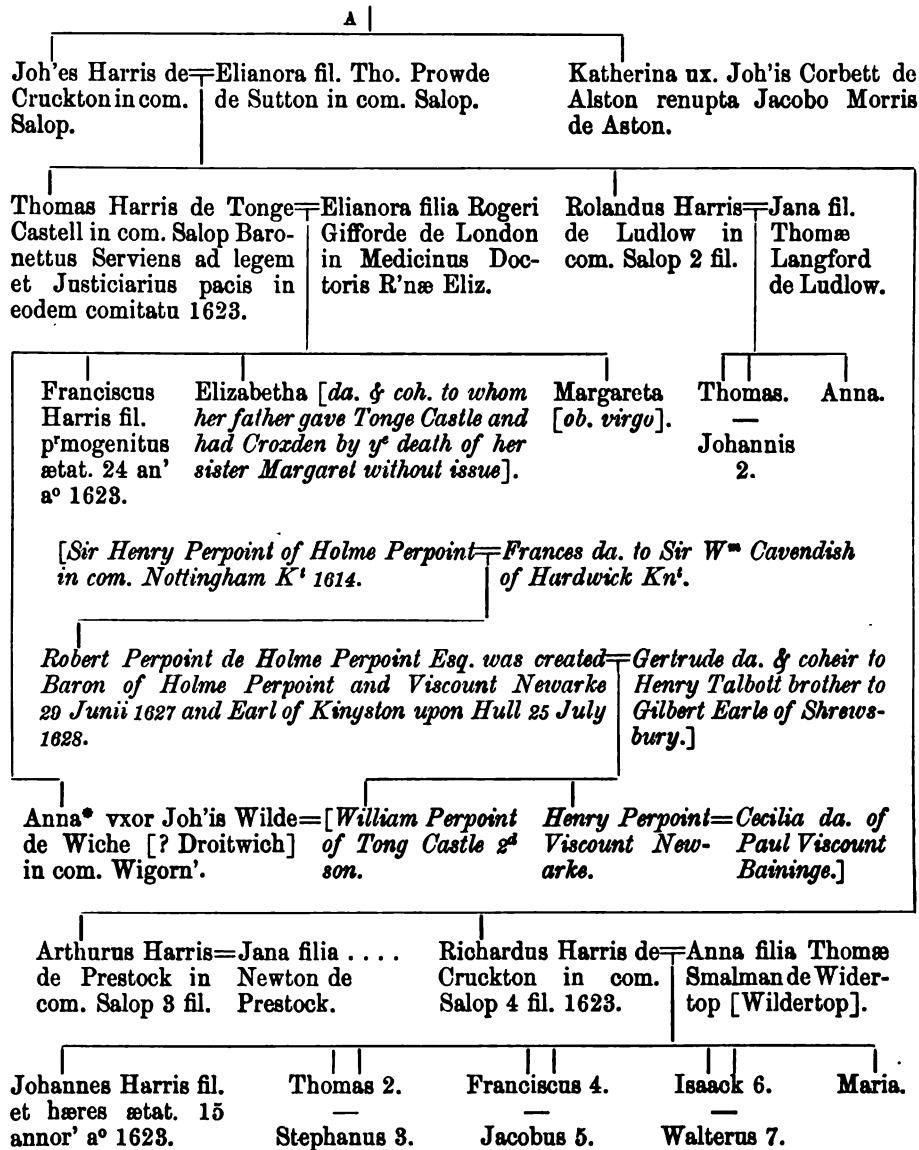 A
Joh'es Harris de Elianora fil. Tho. Prowde Katherina ux. Joh'is Corbett de
Cruckton in com. de Sutton in com. Salop. Alston renupta Jacobo Morris
Salop. de Aston.
Thomas Harris de Tonge Elianora filia Rogeri Rolandus Harris Jana fil.
Castell in com. Salop Baro- Gifforde de London de Ludlow in Thomæ
nettus Serviens ad legem in Medicinus Doc- com. Salop 2 fil. Langford
et Justiciarius pacis in toris R'næ Eliz. de Ludlow.
eodem comitatu 1623.
Franciscus Elizabetha [da. & coh. to whom Margareta Thomas. Anna.
Harris fil. her father gave Tonge Castle and [ob. virgo]. —
pʳmogenitus had Croxden by yᵉ death of her Johannis
ætat. 24 an' sister Margaret without issue]. 2.
aº 1623.
[Sir Henry Perpoint of Holme Perpoint Frances da. to Sir Wᵐ Cavendish
in com. Nottingham Kᵗ 1614. of Hardwick Knᵗ.
Robert Perpoint de Holme Perpoint Esq. was created Gertrude da. & coheir to
Baron of Holme Perpoint and Viscount Newarke Henry Talbott brother to
29 Junii 1627 and Earl of Kingston upon Hull 25 July Gilbert Earle of Shrews-
1628. bury.]
Anna* vxor Joh'is Wilde=[William Perpoint Henry Perpoint=Cecilia da. of
de Wiche [? Droitwich] of Tong Castle 2ᵈ Viscount New- Paul Viscount
in com. Wigorn'. son. arke. Baininge.]
Arthurus Harris=Jana filia .... Richardus Harris de Anna filia Thomæ
de Prestock in Newton de Cruckton in com. Smalman de Wider-
com. Salop 3 fil. Prestock. Salop 4 fil. 1623. top [Wildertop].
Johannes Harris fil. Thomas 2. Franciscus 4. Isaack 6. Maria.
et hæres ætat. 15 — — —
annor' aº 1623. Stephanus 3. Jacobus 5. Walterus 7.